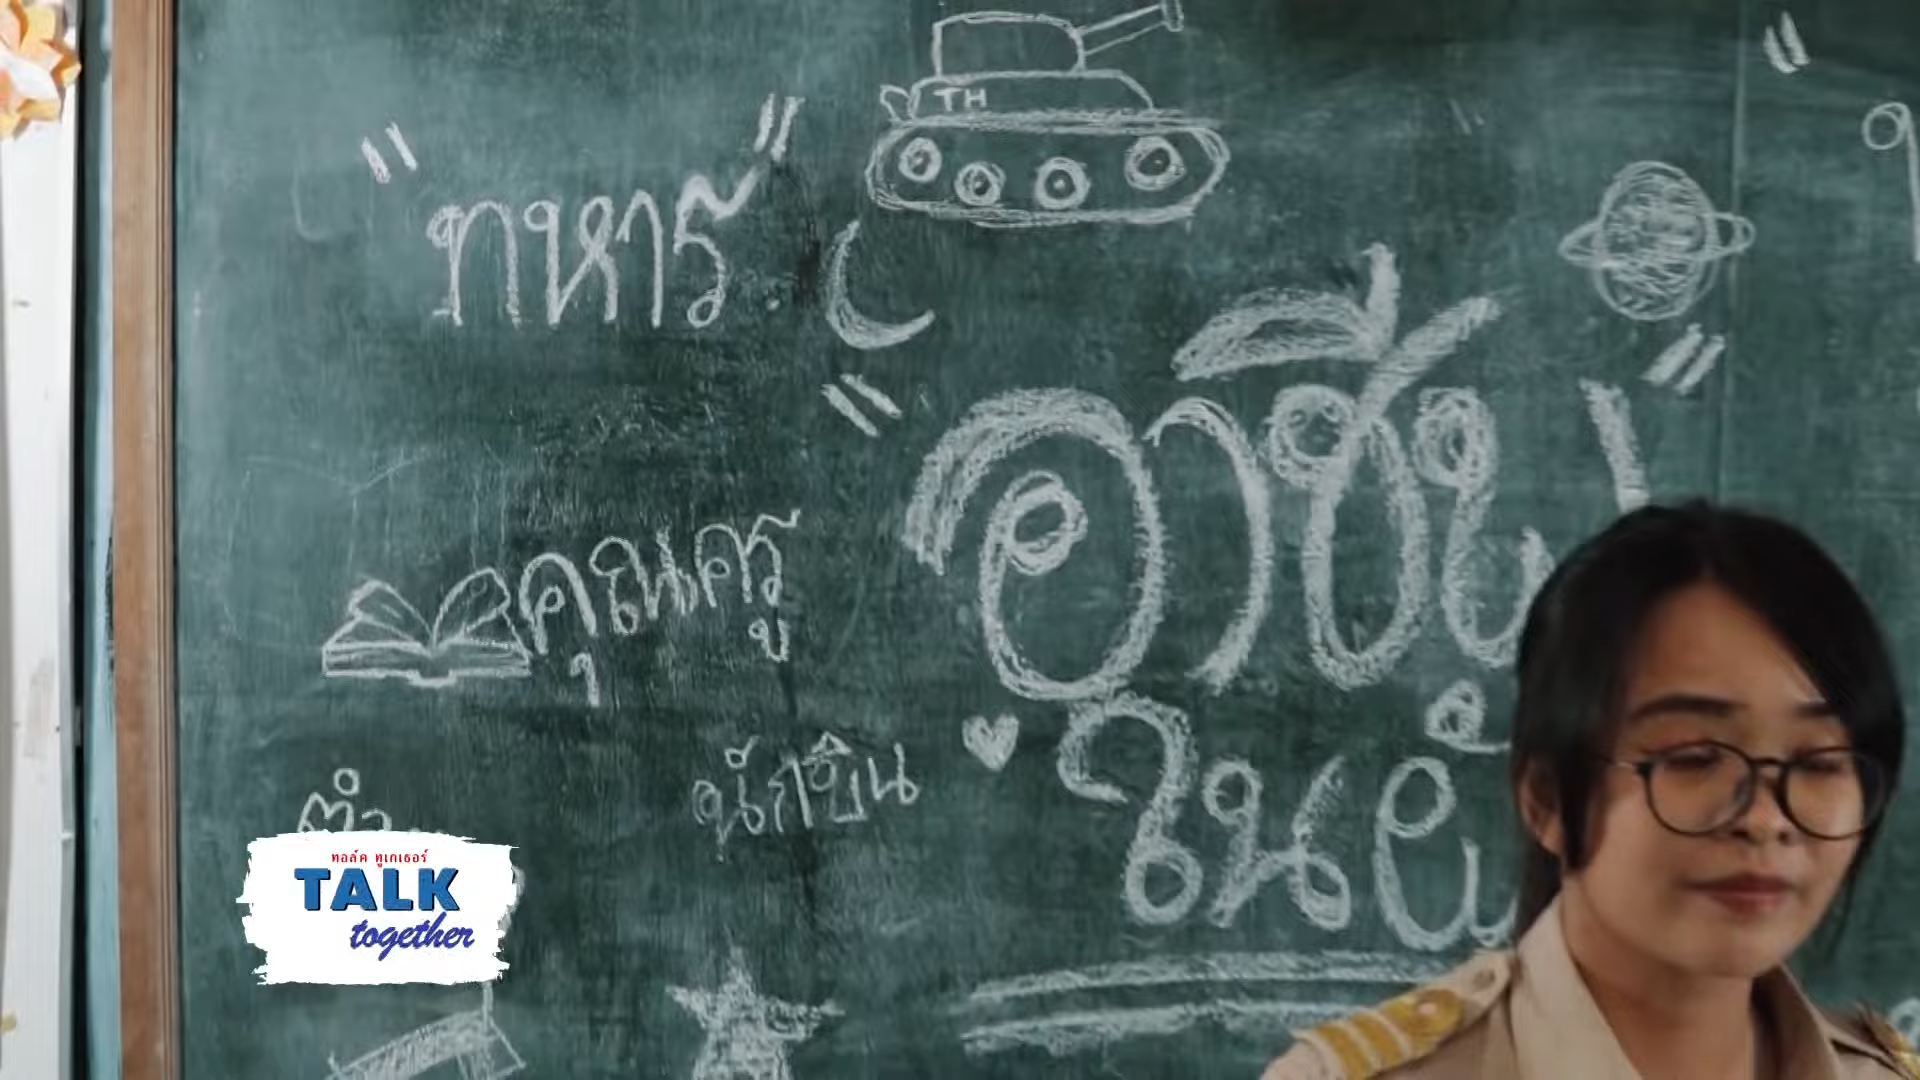 TH
"ทหาร"
"อาชีพ"
ในฝัน
คุณครู
นักบิน
ทอล์ค ทูเกเธอร์
TALK
together